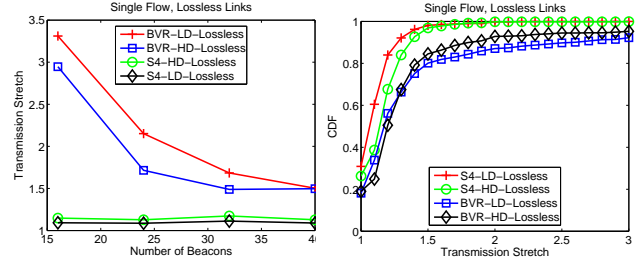 Single Flow, Lossless Links
Transmission Stretch
3.5
3
2.5
2
1.5
1
15
20
25
30
35
40
Number of Beacons
BVR-LD-Lossless
BVR-HD-Lossless
S4-HD-Lossless
S4-LD-Lossless
Single Flow, Lossless Links
CDF
1
0.8
0.6
0.4
0.2
0
1
1.5
2
2.5
3
Transmission Stretch
S4-LD-Lossless
S4-HD-Lossless
BVR-LD-Lossless
BVR-HD-Lossless